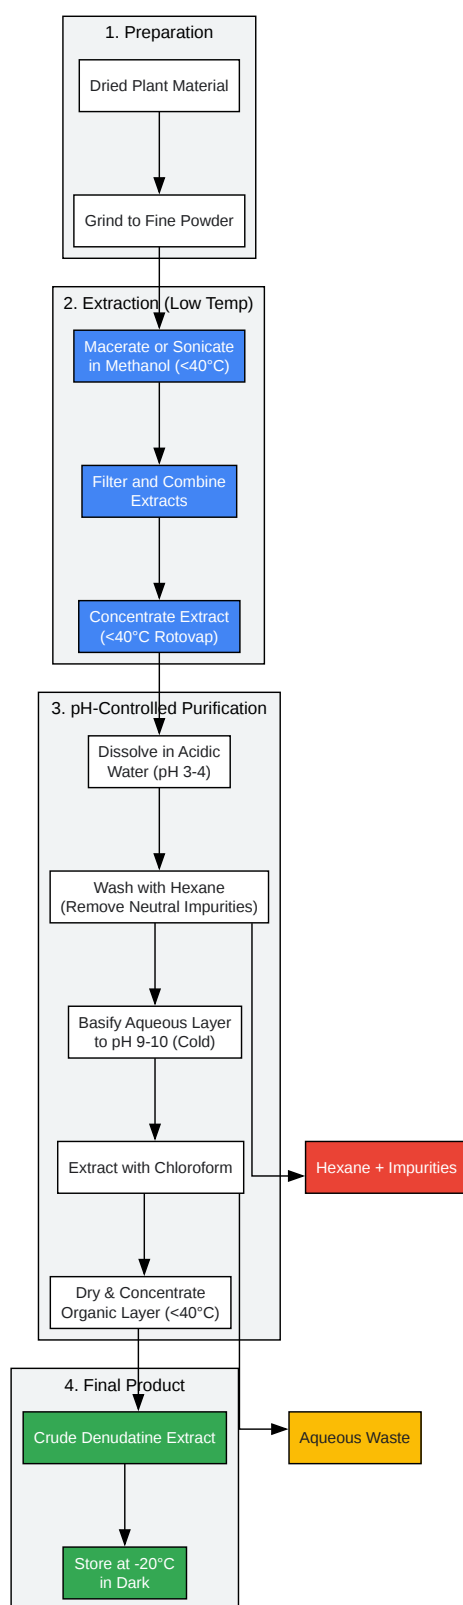 1. Preparation
Dried Plant Material
Grind to Fine Powder
2. Extraction (Low Temp)
Macerate or Sonicate
in Methanol (<40°C)
Filter and Combine
Extracts
Concentrate Extract
(<40°C Rotovap)
3. pH-Controlled Purification
Dissolve in Acidic
Water (pH 3-4)
Wash with Hexane
(Remove Neutral Impurities)
Basify Aqueous Layer
to pH 9-10 (Cold)
Extract with Chloroform
Hexane + Impurities
Dry & Concentrate
Organic Layer (<40°C)
4. Final Product
Crude Denudatine Extract
Aqueous Waste
Store at -20°C
in Dark